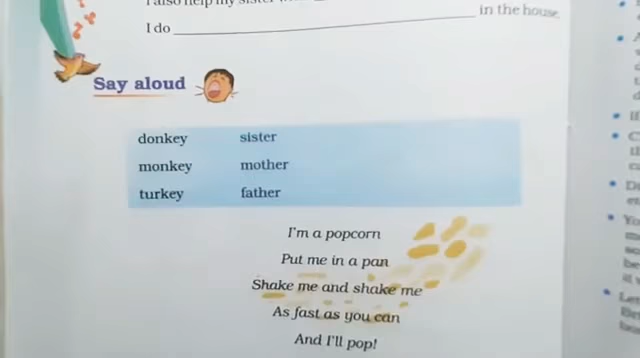 I also help my sister
in the house
I do
Say aloud
donkey sister
monkey mother
turkey father
I'm a popcorn
Put me in a pan
Shake me and shake me
As fast as you can
And I'll pop!